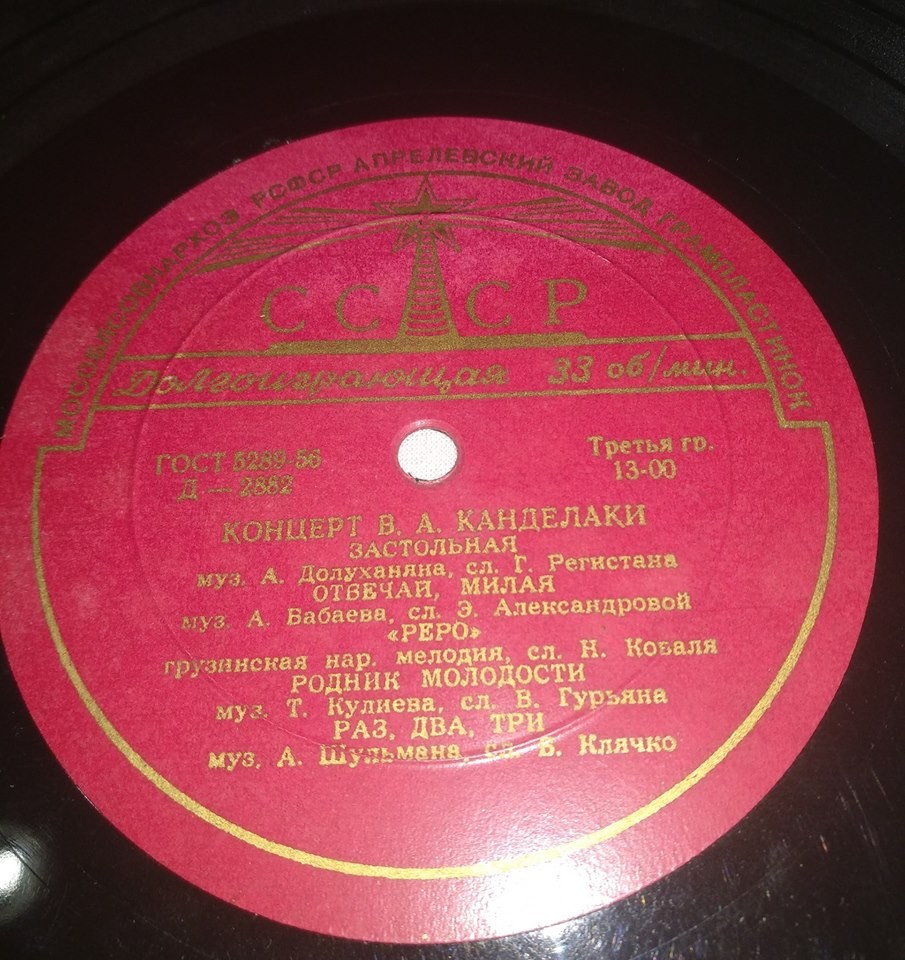 МОСОБЛСОВНАРХОЗ РСФСР АПРЕЛЕВСКИЙ ЗАВОД ГРАМПЛАСТИНОК
СССР
Долгоиграющая 33 об/мин.
ГОСТ 5289-56
Д — 2882
Третья гр.
13-00
КОНЦЕРТ В. А. КАНДЕЛАКИ
ЗАСТОЛЬНАЯ
муз. А. Долуханяна, сл. Г. Регистана
ОТВЕЧАЙ, МИЛАЯ
муз. А. Бабаева, сл. Э. Александровой
«РЕРО»
грузинская нар. мелодия, сл. Н. Коваля
РОДНИК МОЛОДОСТИ
муз. Т. Кулиева, сл. В. Гурьяна
РАЗ, ДВА, ТРИ
муз. А. Шульмана, сл. Б. Клячко